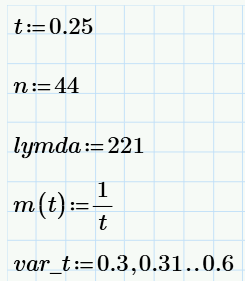 t:=0.25
n:=44
lymda:=221
m(t):=1/t
var_t:=0.3,0.31..0.6